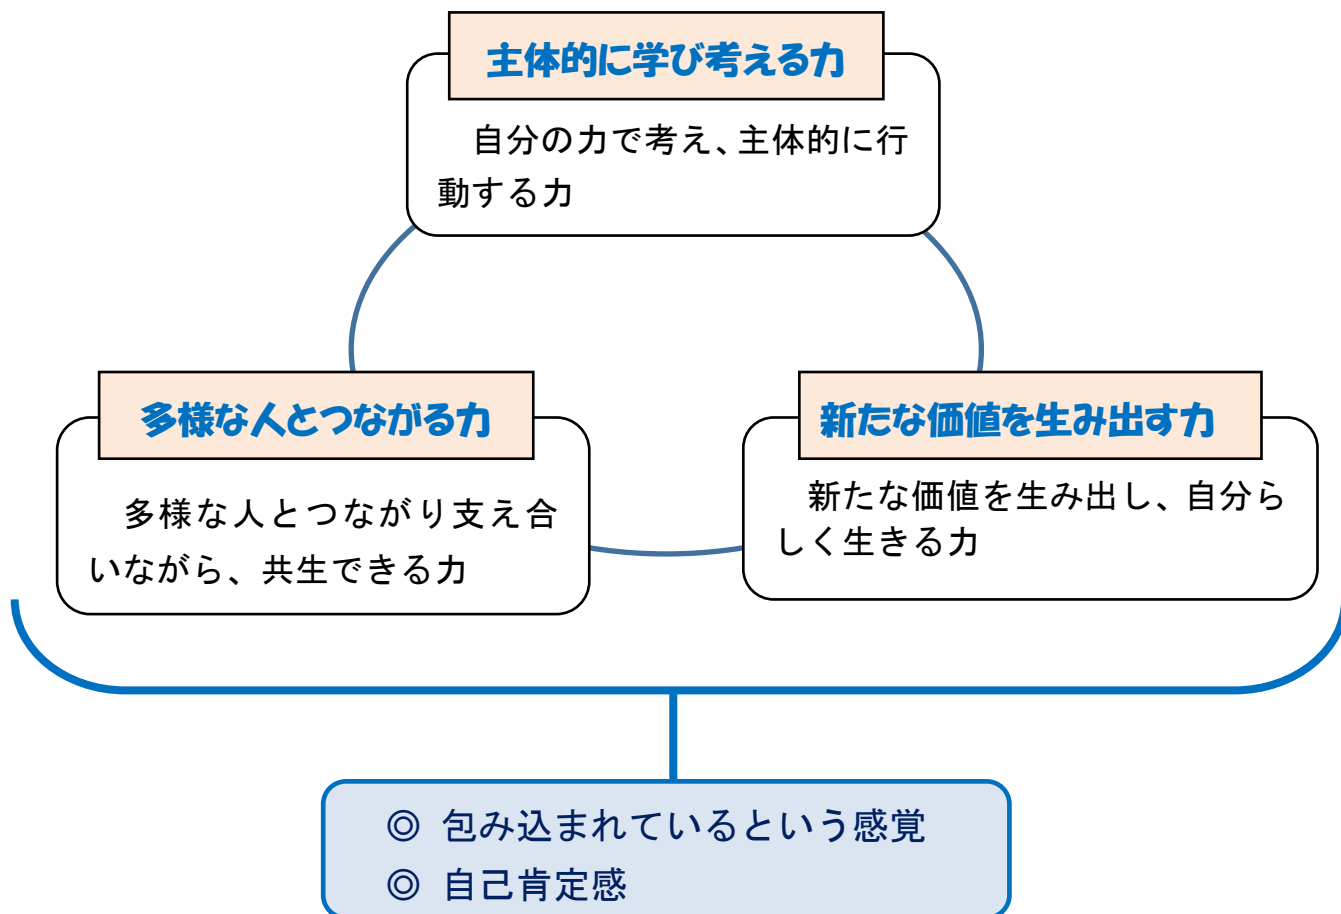 主体的に学び考える力
自分の力で考え、主体的に行
動する力
多様な人とつながる力
多様な人とつながり支え合
いながら、共生できる力
新たな価値を生み出す力
新たな価値を生み出し、自分ら
しく生きる力
◎ 包み込まれているという感覚
◎ 自己肯定感